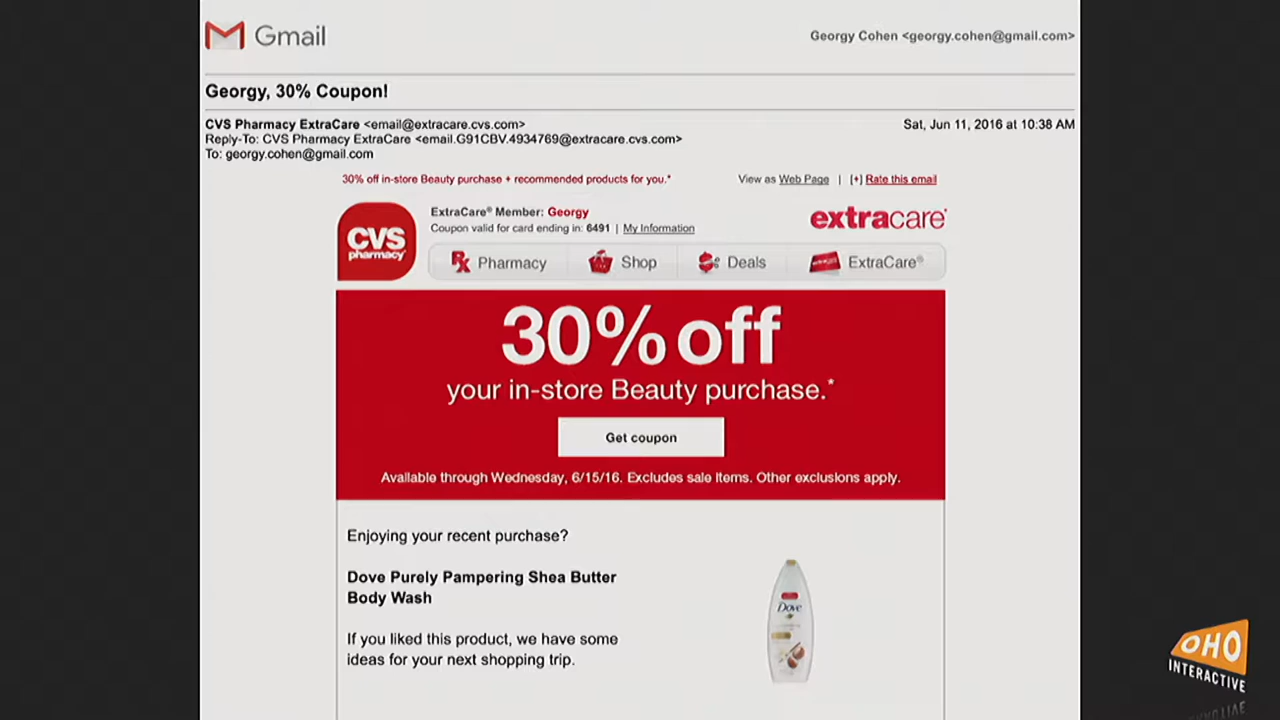 Gmail
Georgy Cohen <georgy.cohen@gmail.com>
Georgy, 30% Coupon!
CVS Pharmacy ExtraCare <email@extracare.cvs.com>
Sat, Jun 11, 2016 at 10:38 AM
Reply-To: CVS Pharmacy ExtraCare <email.G91CBV.4934769@extracare.cvs.com>
To: georgy.cohen@gmail.com
30% off in-store Beauty purchase + recommended products for you.*
View as Web Page | [+] Rate this email
CVS
pharmacy
ExtraCare® Member: Georgy
Coupon valid for card ending in: 6491 | My Information
extracare®
Pharmacy
Shop
Deals
ExtraCare®
30% off
your in-store Beauty purchase.*
Get coupon
Available through Wednesday, 6/15/16. Excludes sale items. Other exclusions apply.
Enjoying your recent purchase?
Dove Purely Pampering Shea Butter
Body Wash
If you liked this product, we have some
ideas for your next shopping trip.
Dove
OHO
INTERACTIVE